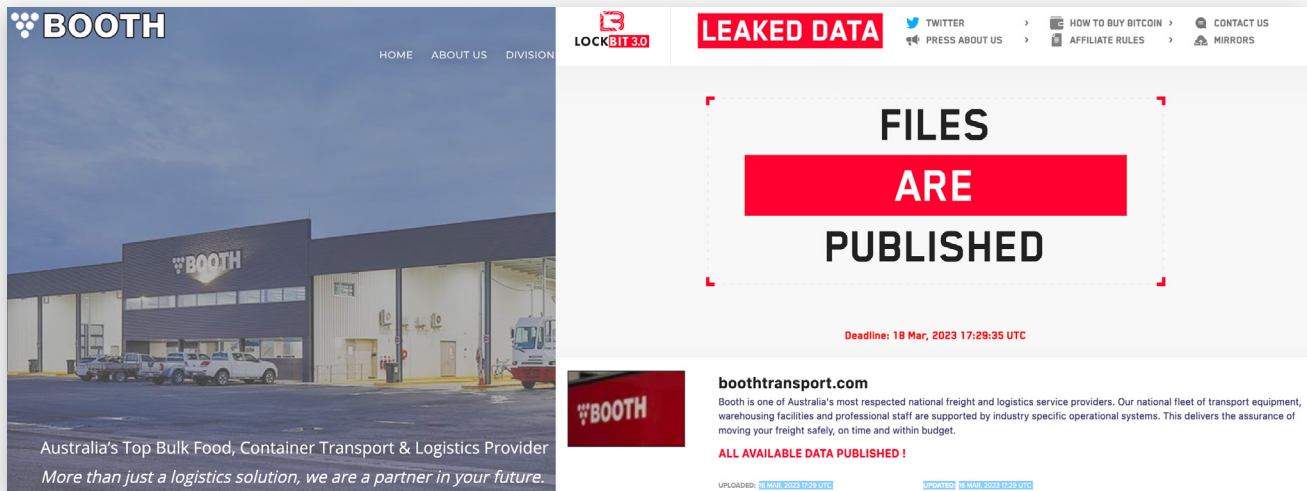 BOOTH
HOME ABOUT US DIVISION
BOOTH
Australia's Top Bulk Food, Container Transport & Logistics Provider
More than just a logistics solution, we are a partner in your future.
LOCKBIT 3.0
LEAKED DATA
TWITTER > HOW TO BUY BITCOIN > CONTACT US
PRESS ABOUT US > AFFILIATE RULES > MIRRORS
FILES
ARE
PUBLISHED
Deadline: 18 Mar, 2023 17:29:35 UTC
BOOTH
boothtransport.com
Booth is one of Australia's most respected national freight and logistics service providers. Our national fleet of transport equipment,
warehousing facilities and professional staff are supported by industry specific operational systems. This delivers the assurance of
moving your freight safely, on time and within budget.
ALL AVAILABLE DATA PUBLISHED !
UPLOADED: 16 MAR, 2023 17:29 UTC UPDATED: 16 MAR, 2023 17:29 UTC